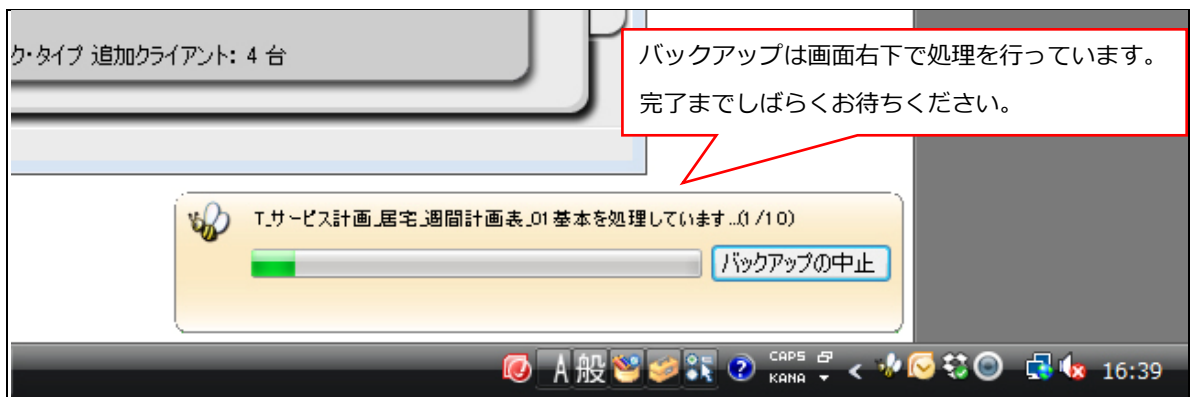 ク・タイプ 追加クライアント: 4 台
バックアップは画面右下で処理を行っています。
完了までしばらくお待ちください。
T_サービス計画_居宅_週間計画表_01基本を処理しています...(1/10)
バックアップの中止
A 般 CAPS KANA 16:39